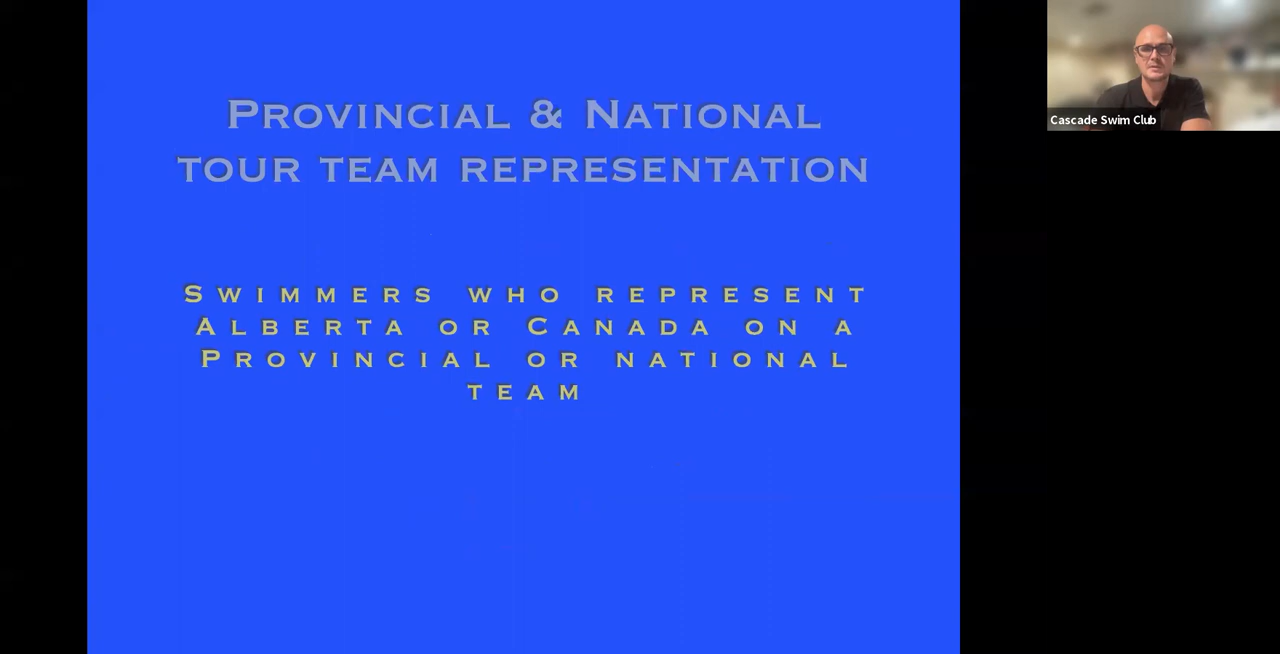 Provincial & National
tour team representation
Swimmers who represent
Alberta or Canada on a
Provincial or national
team
Cascade Swim Club